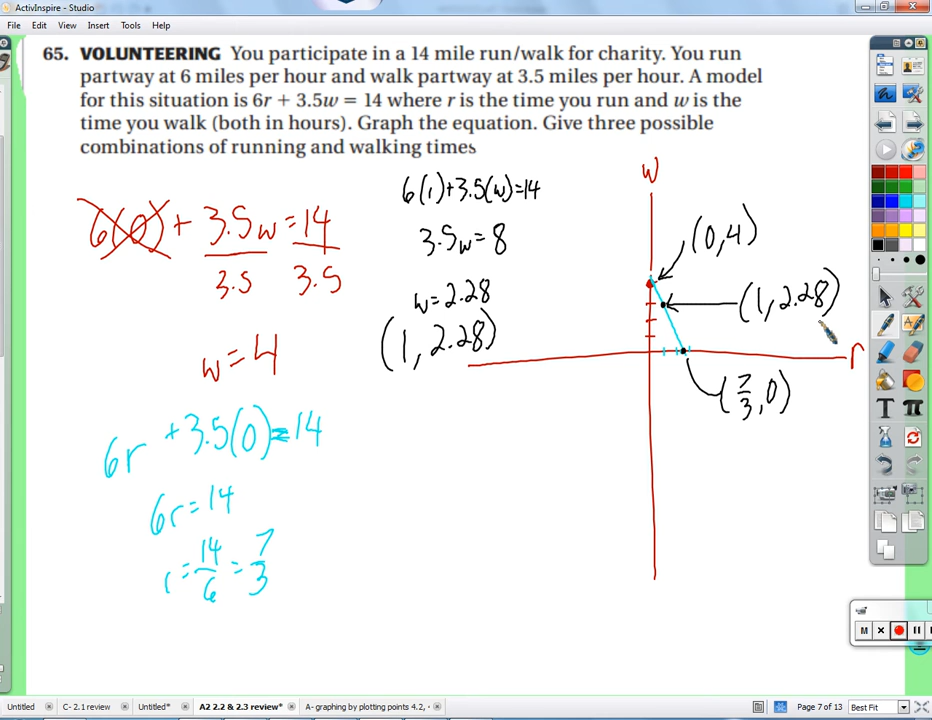 ActivInspire - Studio
File Edit View Insert Tools Help
65. VOLUNTEERING You participate in a 14 mile run/walk for charity. You run
partway at 6 miles per hour and walk partway at 3.5 miles per hour. A model
for this situation is 6r + 3.5w = 14 where r is the time you run and w is the
time you walk (both in hours). Graph the equation. Give three possible
combinations of running and walking times
6(0) + 3.5w = 14
3.5 3.5
w = 4
6r + 3.5(0) = 14
6r = 14
r = 14/6 = 7/3
6(1)+3.5(w)=14
3.5w = 8
w = 2.28
(1, 2.28)
w
(0,4)
(1, 2.28)
r
(7/3, 0)
M
Untitled C- 2.1 review Untitled* A2 2.2 & 2.3 review* A- graphing by plotting points 4.2, Page 7 of 13 Best Fit